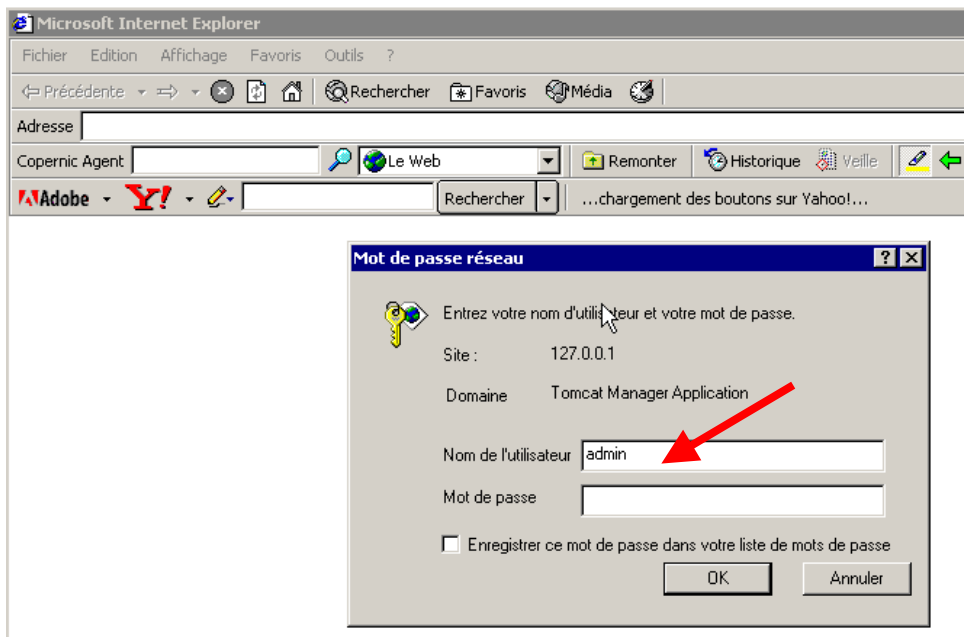 Microsoft Internet Explorer
Fichier Edition Affichage Favoris Outils ?
Précédente Rechercher Favoris Média
Adresse
Copernic Agent Le Web Remonter Historique Veille
Adobe Y! Rechercher ...chargement des boutons sur Yahoo!...
Mot de passe réseau ? X
Entrez votre nom d'utilisateur et votre mot de passe.
Site : 127.0.0.1
Domaine Tomcat Manager Application
Nom de l'utilisateur admin
Mot de passe
Enregistrer ce mot de passe dans votre liste de mots de passe
OK Annuler